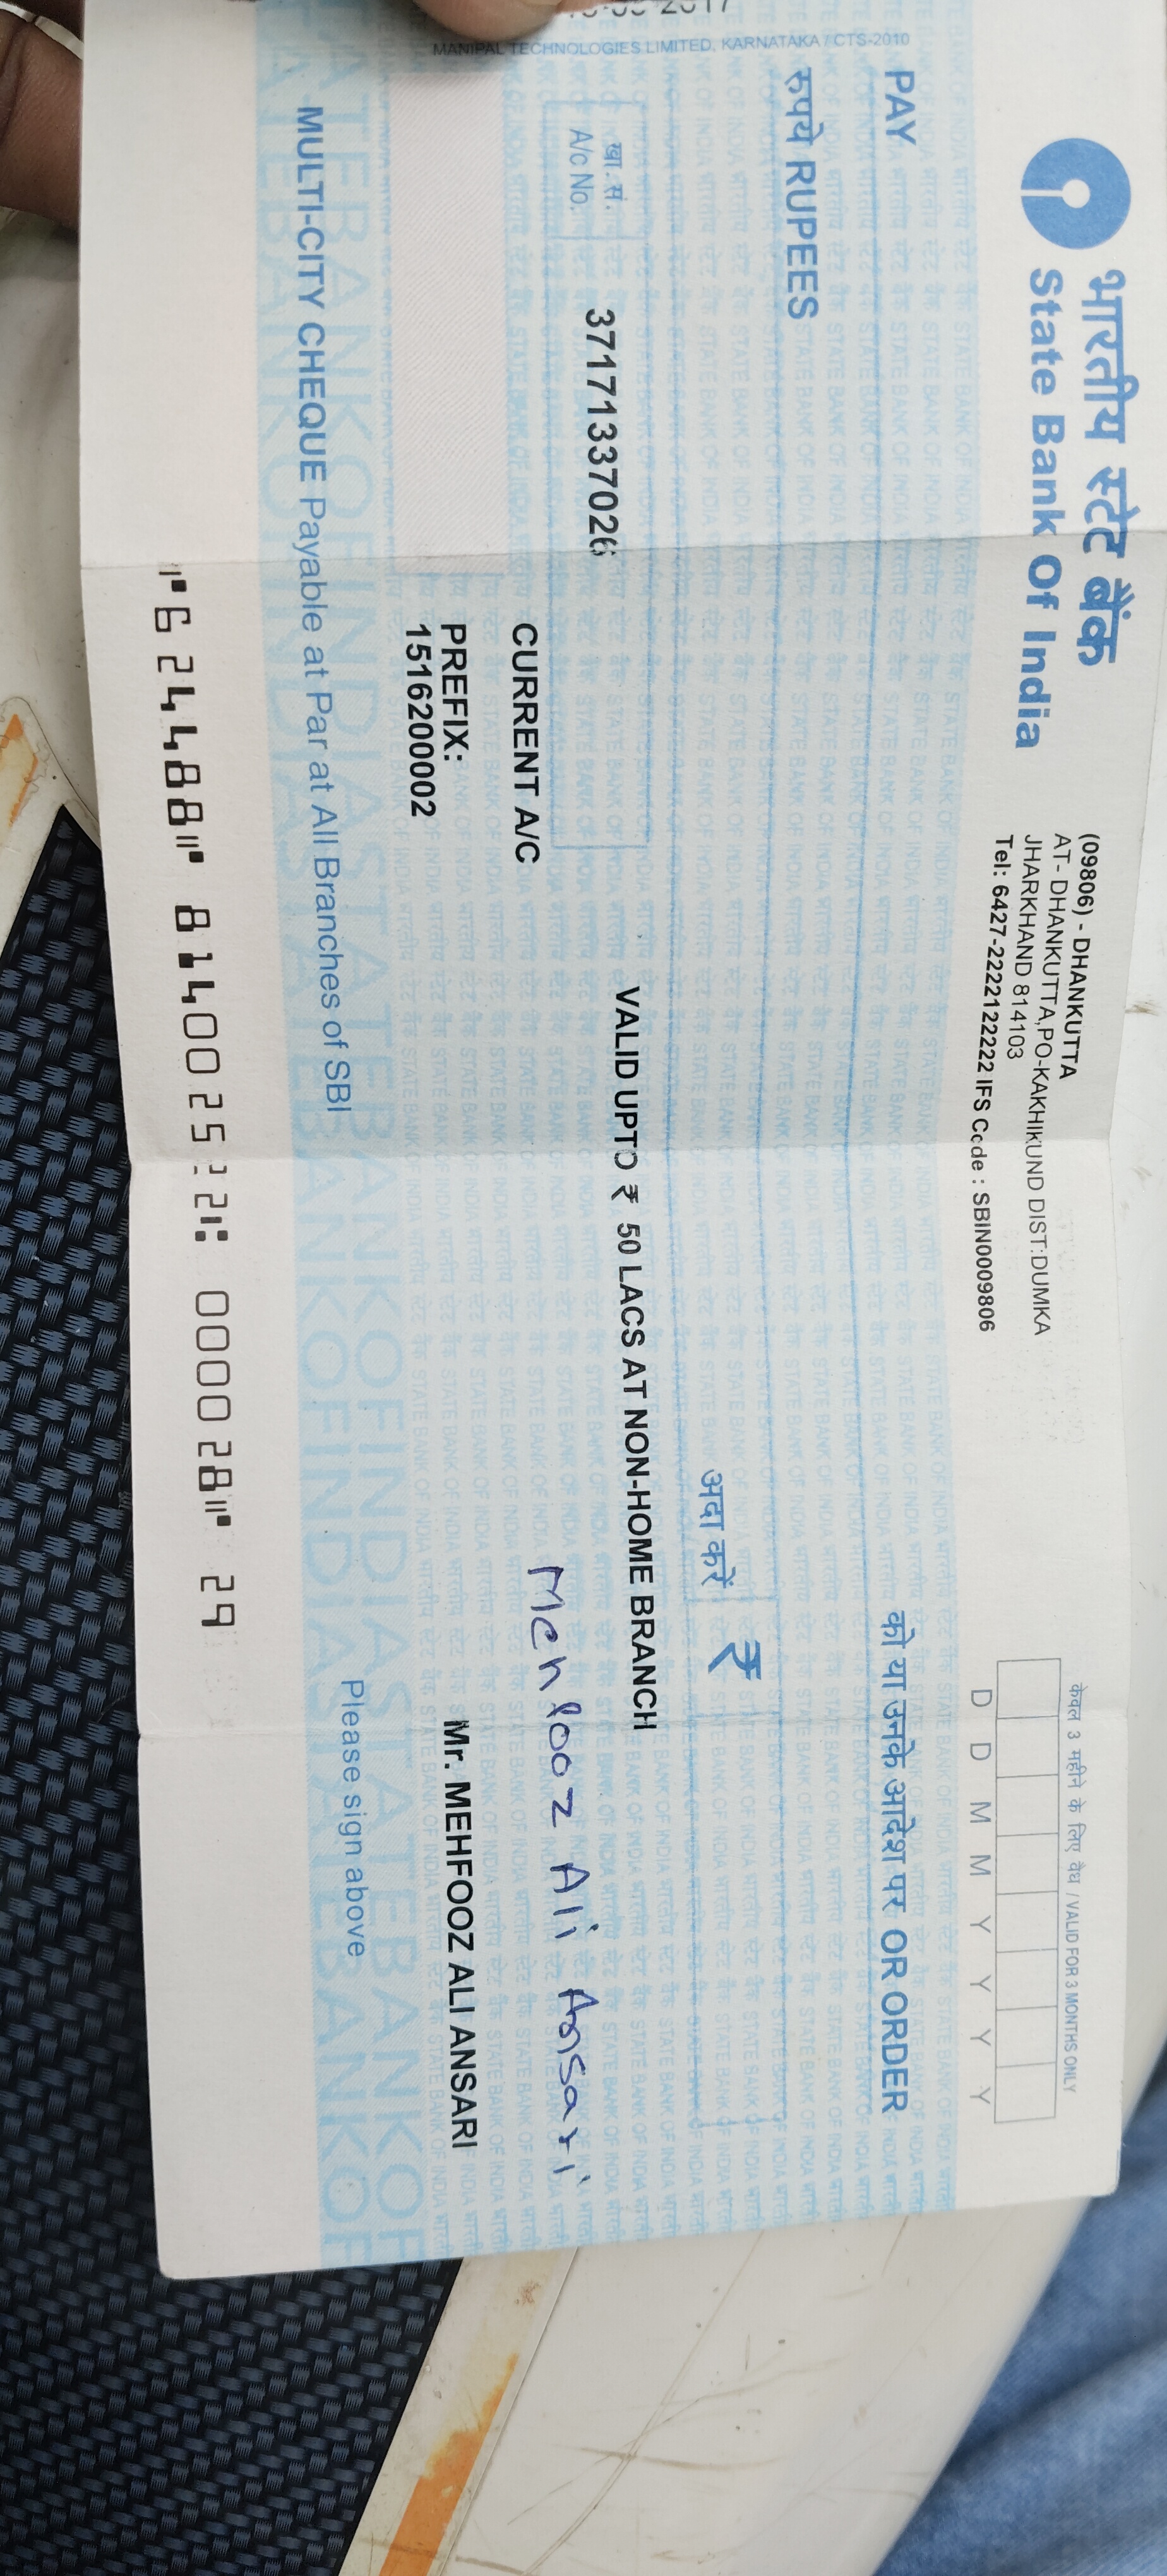 भारतीय स्टेट बैंक
State Bank Of India
(09806) - DHANKUTTA
AT- DHANKUTTA,PO-KAKHIKUND DIST:DUMKA
JHARKHAND 814103
Tel: 6427-2222122222 IFS Code : SBIN0009806
केवल 3 महीने के लिए वैध / VALID FOR 3 MONTHS ONLY
D D M M Y Y Y Y
PAY
को या उनके आदेश पर OR ORDER
रुपये RUPEES
अदा करें ₹
खा.सं.
A/c No.
37171337026
VALID UPTO ₹ 50 LACS AT NON-HOME BRANCH
CURRENT A/C
PREFIX:
1516200002
Mehfooz Ali Ansari
Mr. MEHFOOZ ALI ANSARI
MULTI-CITY CHEQUE Payable at Par at All Branches of SBI
Please sign above
⑈624488⑈ 814002522⑆ 000028⑈ 29
MANIPAL TECHNOLOGIES LIMITED, KARNATAKA / CTS-2010